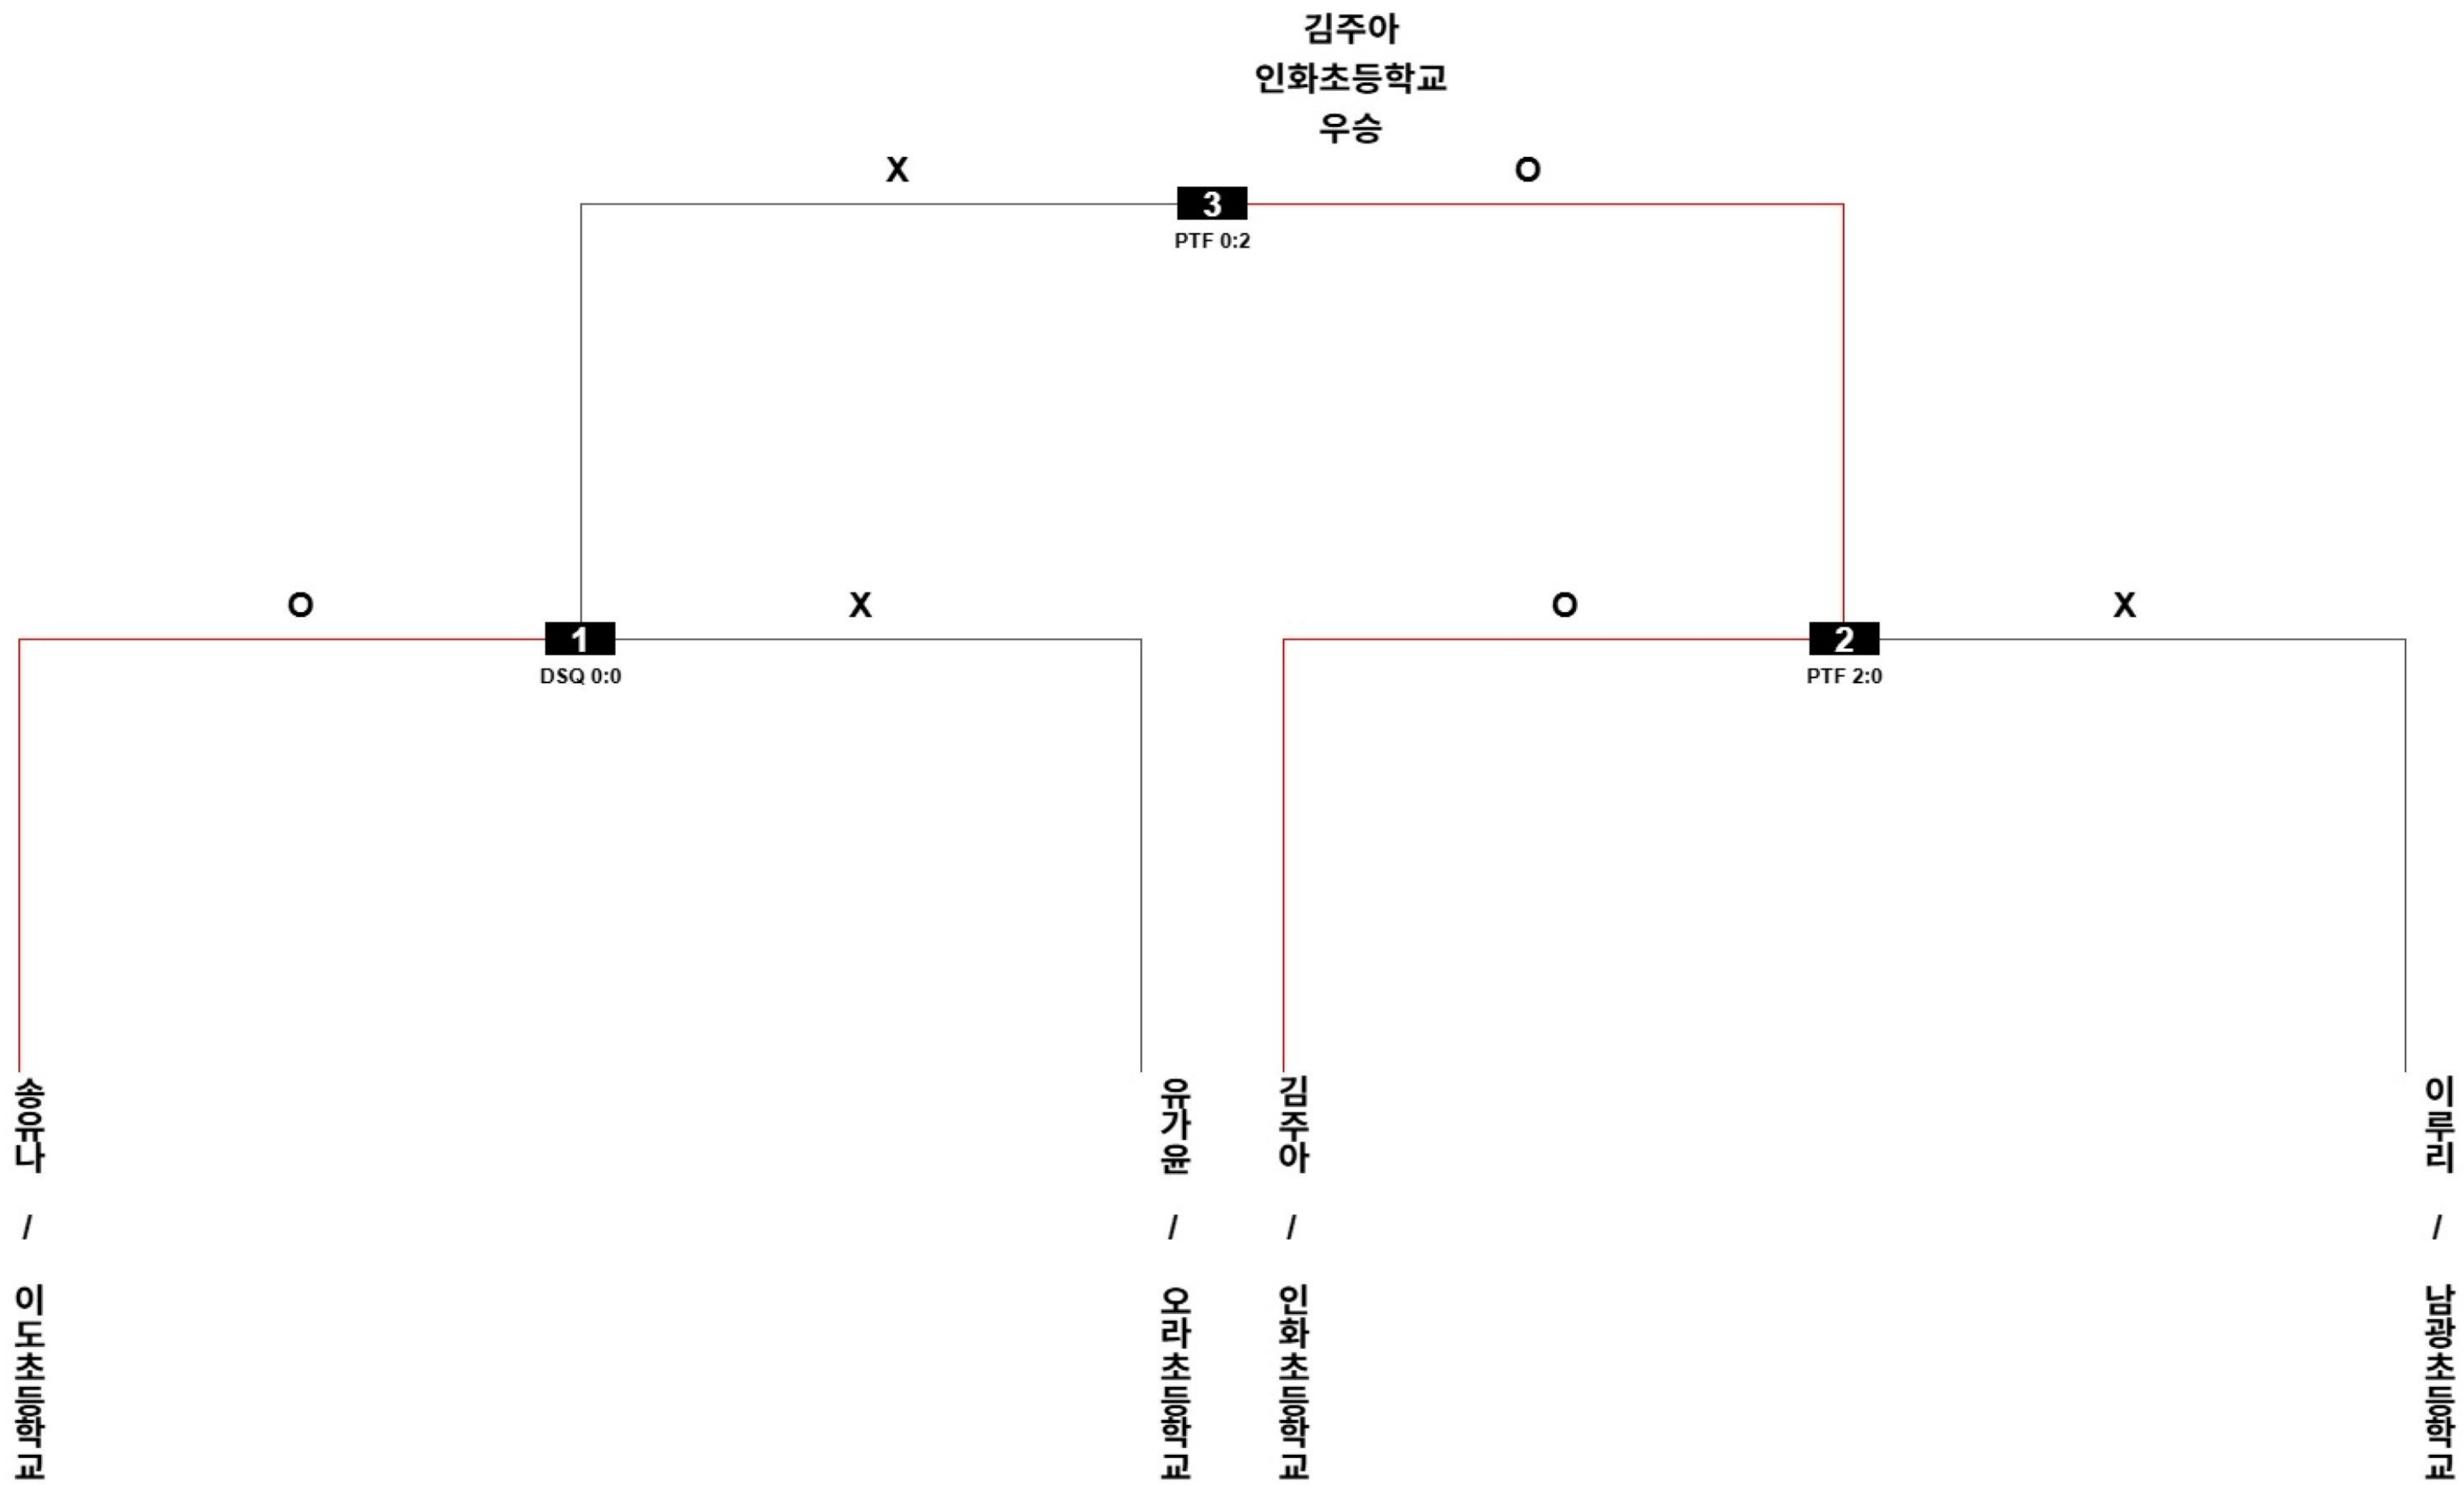 김주아
인화초등학교
우승
X
O
3
PTF 0:2
O
X
O
X
1
2
DSQ 0:0
PTF 2:0
송유나 / 이도초등학교
유가윤 / 오라초등학교
김주아 / 인화초등학교
이루리 / 남광초등학교